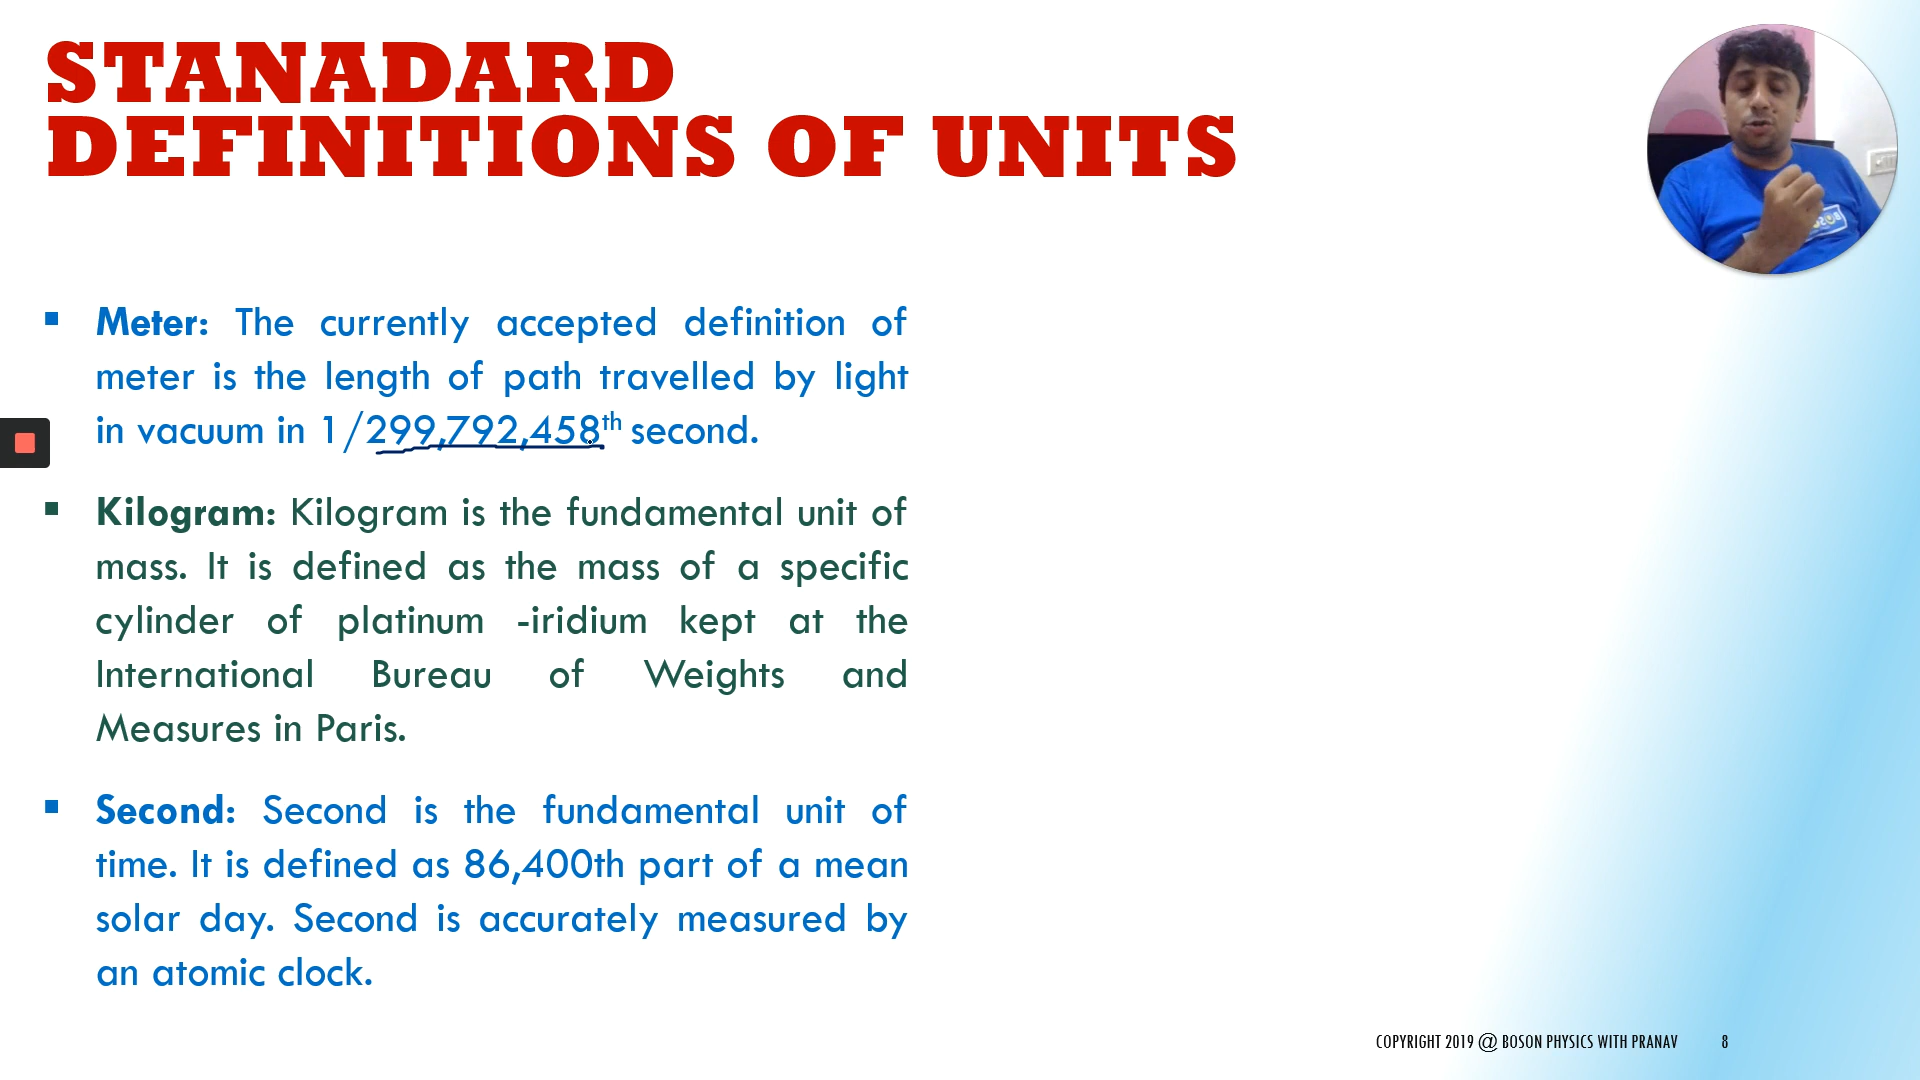 STANADARD
DEFINITIONS OF UNITS
▪ Meter: The currently accepted definition of
meter is the length of path travelled by light
in vacuum in 1/299,792,458th second.
▪ Kilogram: Kilogram is the fundamental unit of
mass. It is defined as the mass of a specific
cylinder of platinum -iridium kept at the
International Bureau of Weights and
Measures in Paris.
▪ Second: Second is the fundamental unit of
time. It is defined as 86,400th part of a mean
solar day. Second is accurately measured by
an atomic clock.
COPYRIGHT 2019 @ BOSON PHYSICS WITH PRANAV 8